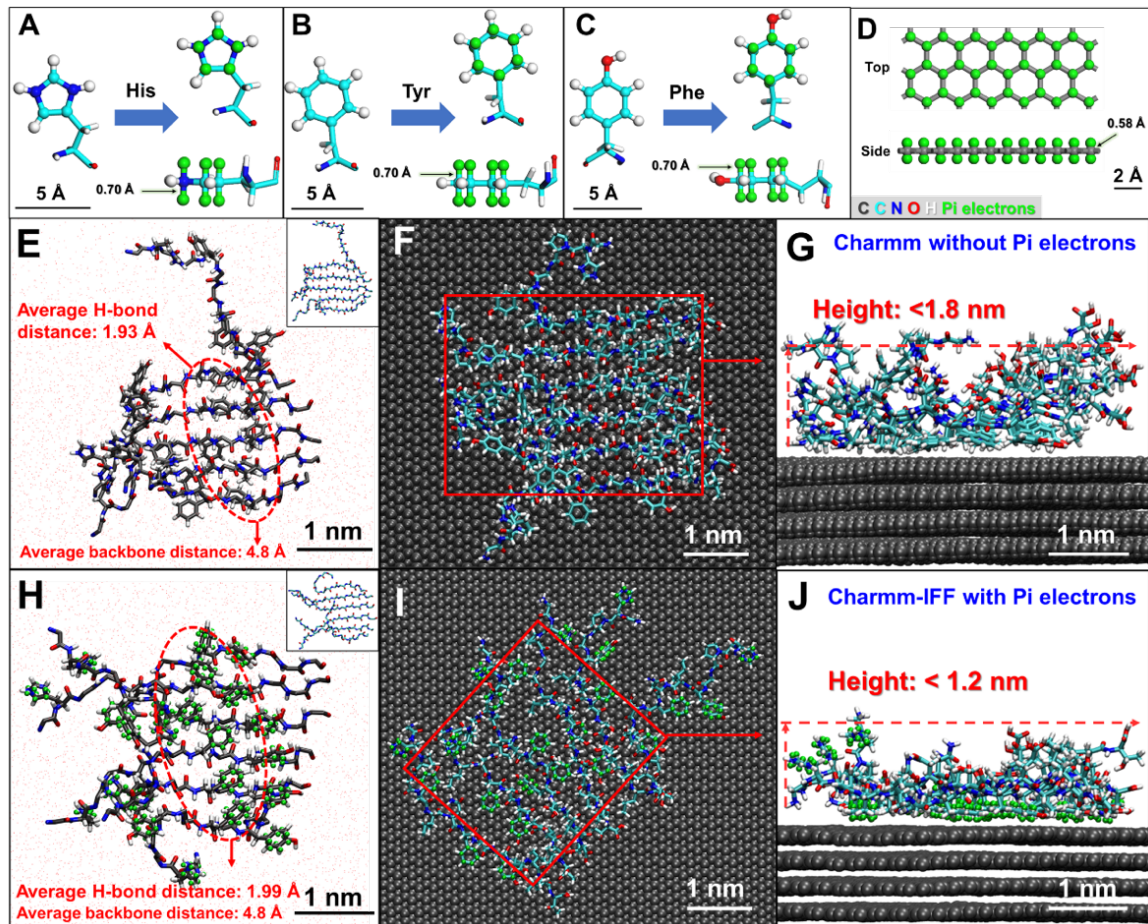 A
His
0.70 Å
5 Å
B
Tyr
0.70 Å
5 Å
C
Phe
0.70 Å
5 Å
D
Top
Side
0.58 Å
2 Å
C C N O H Pi electrons
E
Average H-bond
distance: 1.93 Å
Average backbone distance: 4.8 Å
1 nm
F
1 nm
G
Charmm without Pi electrons
Height: <1.8 nm
1 nm
H
Average H-bond distance: 1.99 Å
Average backbone distance: 4.8 Å
1 nm
I
1 nm
J
Charmm-IFF with Pi electrons
Height: < 1.2 nm
1 nm